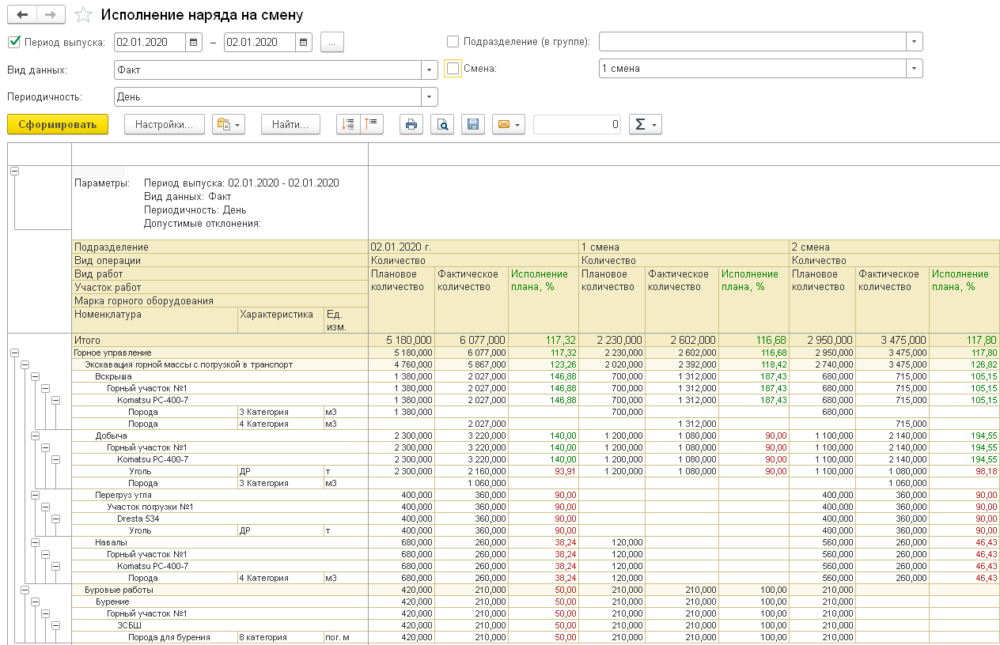 Исполнение наряда на смену
Период выпуска: 02.01.2020 – 02.01.2020 ... Подразделение (в группе):
Вид данных: Факт Смена: 1 смена
Периодичность: День
Сформировать Настройки... Найти... 0 Σ
Параметры: Период выпуска: 02.01.2020 - 02.01.2020
Вид данных: Факт
Периодичность: День
Допустимые отклонения:
Подразделение 02.01.2020 г. 1 смена 2 смена
Вид операции Количество Количество Количество
Вид работ Плановое Фактическое Исполнение Плановое Фактическое Исполнение Плановое Фактическое Исполнение
Участок работ количество количество плана, % количество количество плана, % количество количество плана, %
Марка горного оборудования
Номенклатура Характеристика Ед.
изм.
Итого 5 180,000 6 077,000 117,32 2 230,000 2 602,000 116,68 2 950,000 3 475,000 117,80
Горное управление 5 180,000 6 077,000 117,32 2 230,000 2 602,000 116,68 2 950,000 3 475,000 117,80
Экскавация горной массы с погрузкой в транспорт 4 760,000 5 867,000 123,26 2 020,000 2 392,000 118,42 2 740,000 3 475,000 126,82
Вскрыша 1 380,000 2 027,000 146,88 700,000 1 312,000 187,43 680,000 715,000 105,15
Горный участок №1 1 380,000 2 027,000 146,88 700,000 1 312,000 187,43 680,000 715,000 105,15
Komatsu PC-400-7 1 380,000 2 027,000 146,88 700,000 1 312,000 187,43 680,000 715,000 105,15
Порода 3 Категория м3 1 380,000 700,000 680,000
Порода 4 Категория м3 2 027,000 1 312,000 715,000
Добыча 2 300,000 3 220,000 140,00 1 200,000 1 080,000 90,00 1 100,000 2 140,000 194,55
Горный участок №1 2 300,000 3 220,000 140,00 1 200,000 1 080,000 90,00 1 100,000 2 140,000 194,55
Komatsu PC-400-7 2 300,000 3 220,000 140,00 1 200,000 1 080,000 90,00 1 100,000 2 140,000 194,55
Уголь ДР т 2 300,000 2 160,000 93,91 1 200,000 1 080,000 90,00 1 100,000 1 080,000 98,18
Порода 3 Категория м3 1 060,000 1 060,000
Перегруз угля 400,000 360,000 90,00 400,000 360,000 90,00
Участок погрузки №1 400,000 360,000 90,00 400,000 360,000 90,00
Dresta 534 400,000 360,000 90,00 400,000 360,000 90,00
Уголь ДР т 400,000 360,000 90,00 400,000 360,000 90,00
Навалы 680,000 260,000 38,24 120,000 560,000 260,000 46,43
Горный участок №1 680,000 260,000 38,24 120,000 560,000 260,000 46,43
Komatsu PC-400-7 680,000 260,000 38,24 120,000 560,000 260,000 46,43
Порода 4 Категория м3 680,000 260,000 38,24 120,000 560,000 260,000 46,43
Буровые работы 420,000 210,000 50,00 210,000 210,000 100,00 210,000
Бурение 420,000 210,000 50,00 210,000 210,000 100,00 210,000
Горный участок №1 420,000 210,000 50,00 210,000 210,000 100,00 210,000
ЗСБШ 420,000 210,000 50,00 210,000 210,000 100,00 210,000
Порода для бурения 8 категория пог. м 420,000 210,000 50,00 210,000 210,000 100,00 210,000